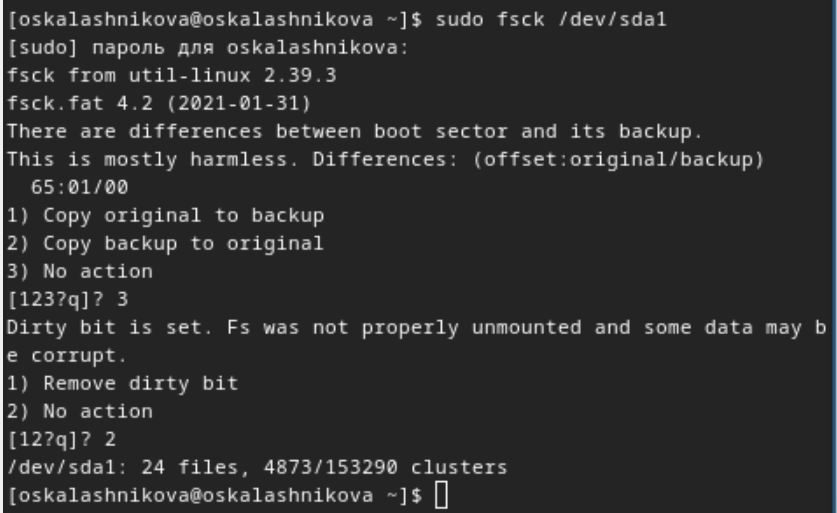 [oskalashnikova@oskalashnikova ~]$ sudo fsck /dev/sda1
[sudo] пароль для oskalashnikova:
fsck from util-linux 2.39.3
fsck.fat 4.2 (2021-01-31)
There are differences between boot sector and its backup.
This is mostly harmless. Differences: (offset:original/backup)
  65:01/00
1) Copy original to backup
2) Copy backup to original
3) No action
[123?q]? 3
Dirty bit is set. Fs was not properly unmounted and some data may b
e corrupt.
1) Remove dirty bit
2) No action
[12?q]? 2
/dev/sda1: 24 files, 4873/153290 clusters
[oskalashnikova@oskalashnikova ~]$